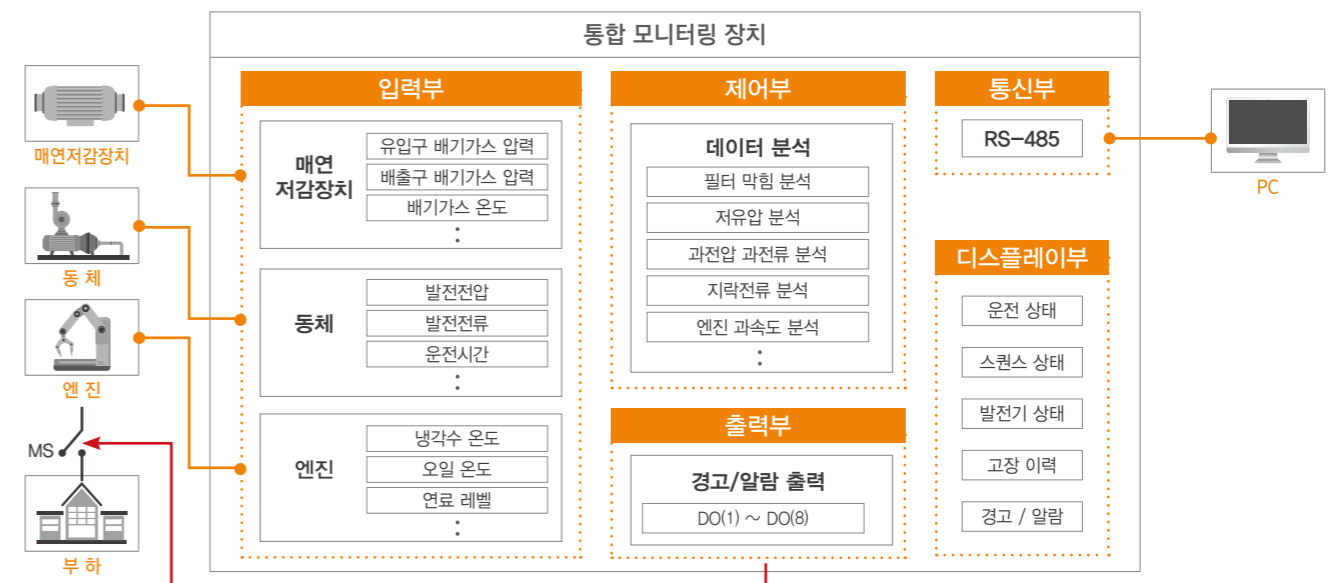 통합 모니터링 장치
매연저감장치
동 체
엔 진
MS
부 하
입력부
매연
저감장치
유입구 배기가스 압력
배출구 배기가스 압력
배기가스 온도
:
동체
발전전압
발전전류
운전시간
:
엔진
냉각수 온도
오일 온도
연료 레벨
:
제어부
데이터 분석
필터 막힘 분석
저유압 분석
과전압 과전류 분석
지락전류 분석
엔진 과속도 분석
:
출력부
경고/알람 출력
DO(1) ~ DO(8)
통신부
RS-485
디스플레이부
운전 상태
스퀀스 상태
발전기 상태
고장 이력
경고 / 알람
PC